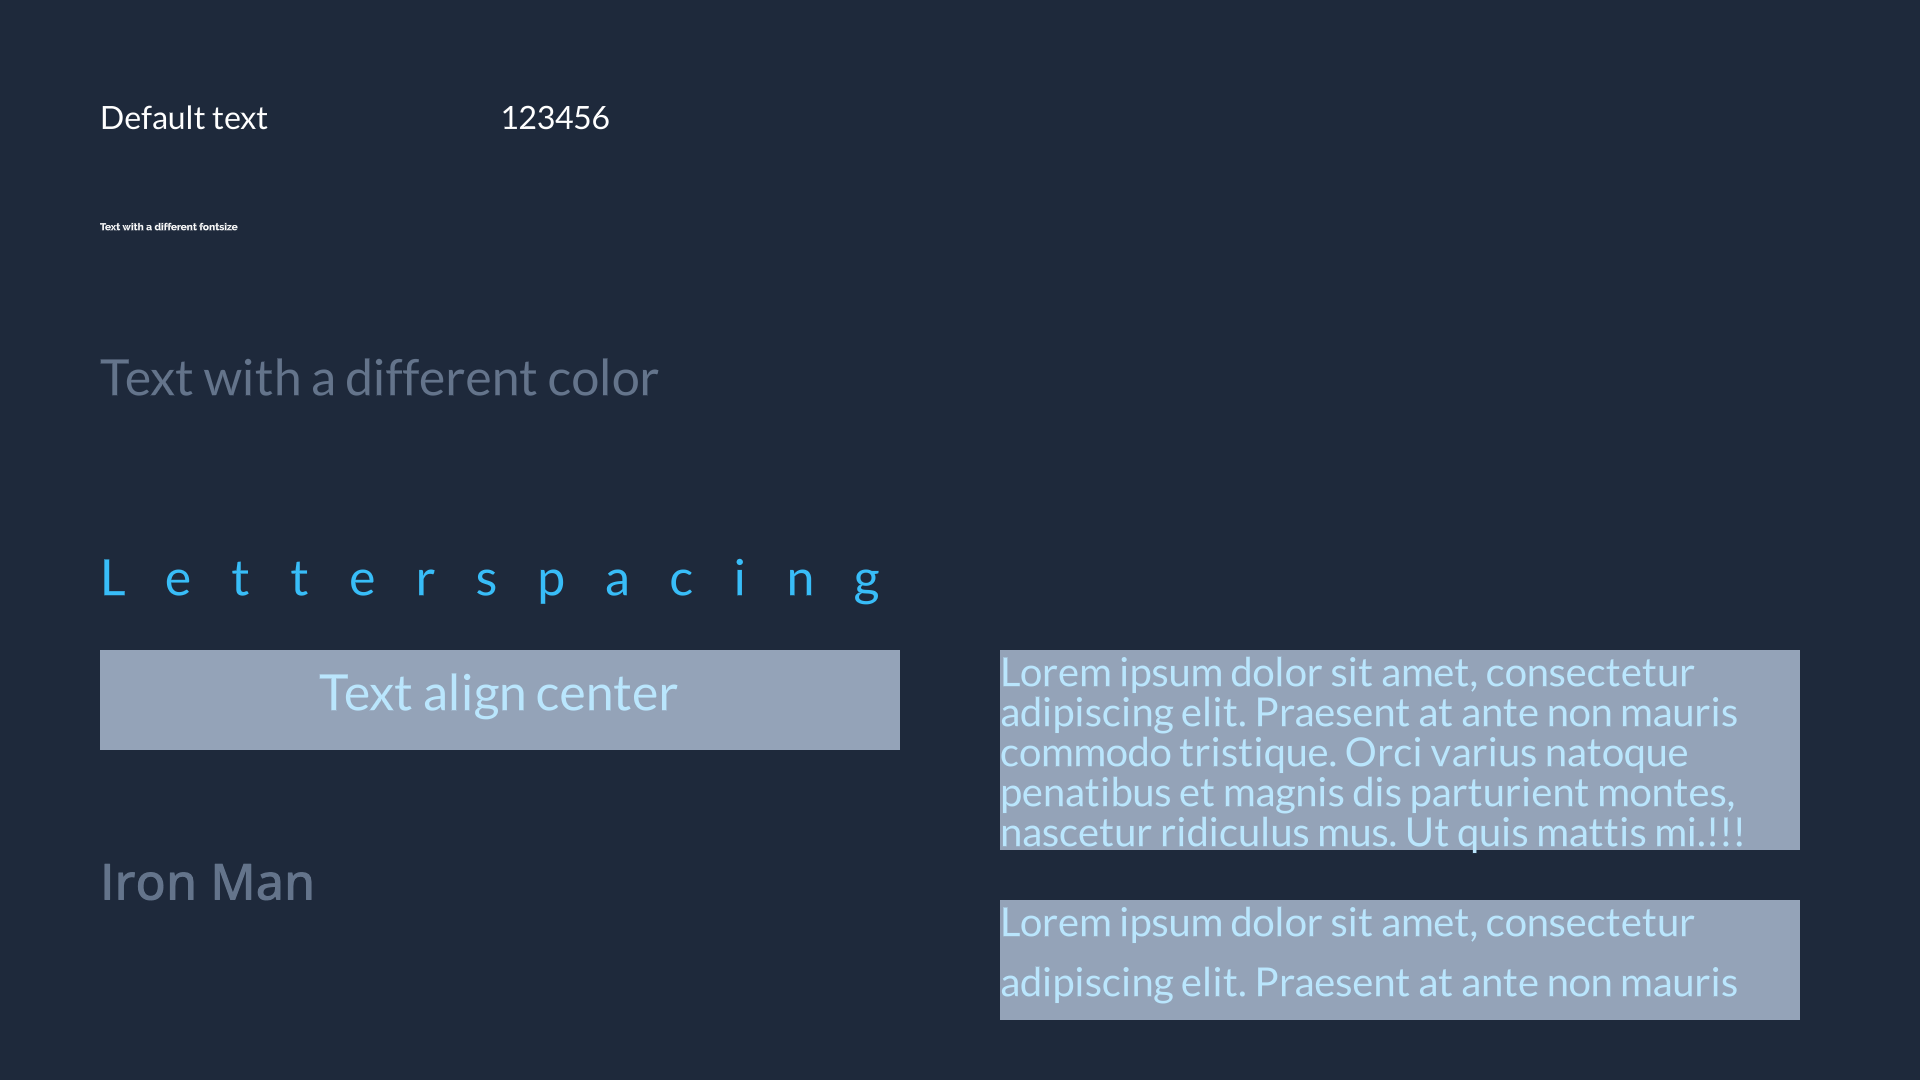 Default text
123456
Text with a different fontsize
Text with a different color
Letterspacing
Text align center
Lorem ipsum dolor sit amet, consectetur
adipiscing elit. Praesent at ante non mauris
commodo tristique. Orci varius natoque
penatibus et magnis dis parturient montes,
nascetur ridiculus mus. Ut quis mattis mi.!!!
Iron Man
Lorem ipsum dolor sit amet, consectetur
adipiscing elit. Praesent at ante non mauris